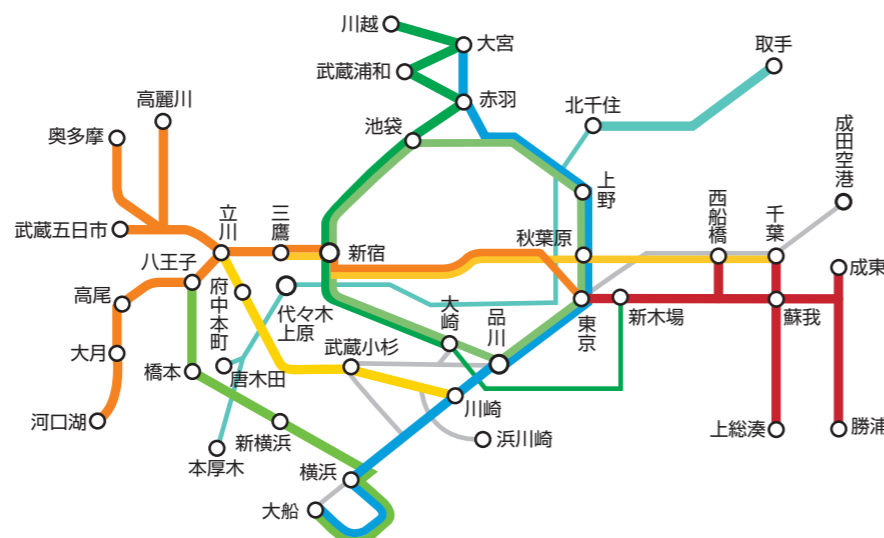 川越
大宮
武蔵浦和
赤羽
取手
高麗川
池袋
北千住
奥多摩
成田空港
上野
武蔵五日市
立川
三鷹
新宿
秋葉原
西船橋
千葉
八王子
成東
高尾
府中本町
代々木
上原
大崎
品川
東京
新木場
蘇我
大月
橋本
唐木田
武蔵小杉
川崎
河口湖
新横浜
浜川崎
上総湊
勝浦
本厚木
横浜
大船